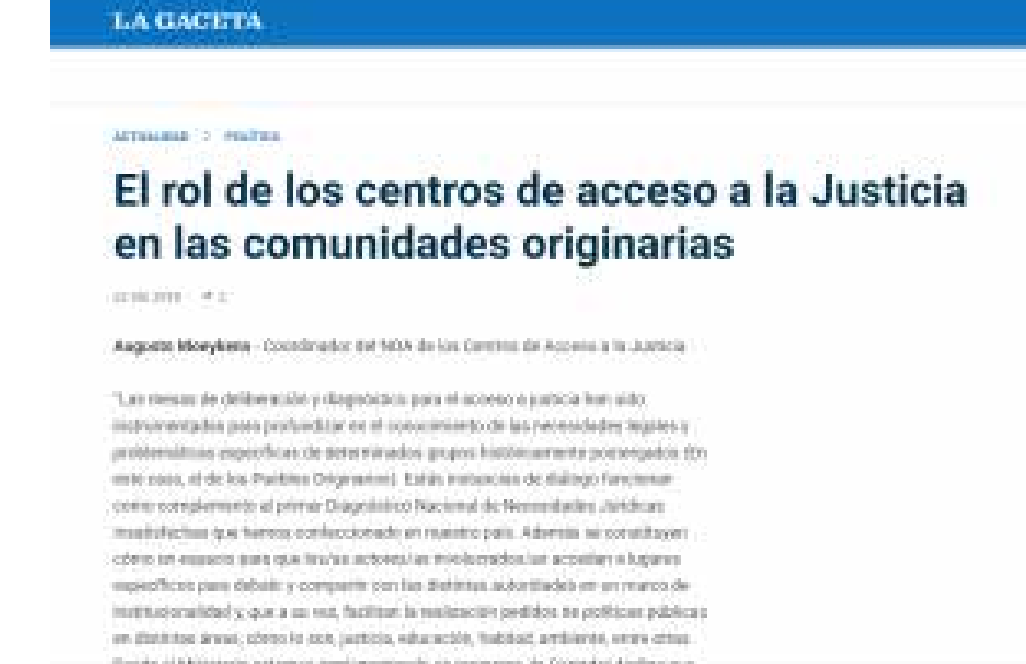 LA GACETA
ACTUALIDAD > POLÍTICA
El rol de los centros de acceso a la Justicia
en las comunidades originarias
Augusto - Coordinador del NOA de los Centros de Acceso a la Justicia
"Las mesas de deliberación y diagnóstico para el acceso a justicia han sido
instrumentadas para profundizar en el conocimiento de las necesidades legales y
problemáticas específicas de determinados grupos históricamente postergados (En
este caso, el de los Pueblos Originarios). Estás instancias de diálogo funcionan
como complemento al primer Diagnóstico Nacional de Necesidades Jurídicas
Insatisfechas que hemos confeccionado en nuestro país. Además se constituyen
cómo un espacio para que los/as actores/as involucrados/as accedan a lugares
específicos para debatir y compartir con las distintas autoridades en un marco de
institucionalidad y, que a su vez, facilitan la realización pedidos de políticas públicas
en distintas áreas, cómo lo son, justicia, educación, hábitat, ambiente, entre otras.